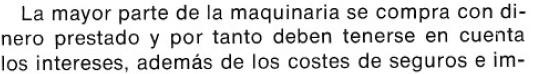 La mayor parte de la maquinaria se compra con di-
nero prestado y por tanto deben tenerse en cuenta
los intereses, además de los costes de seguros e im-